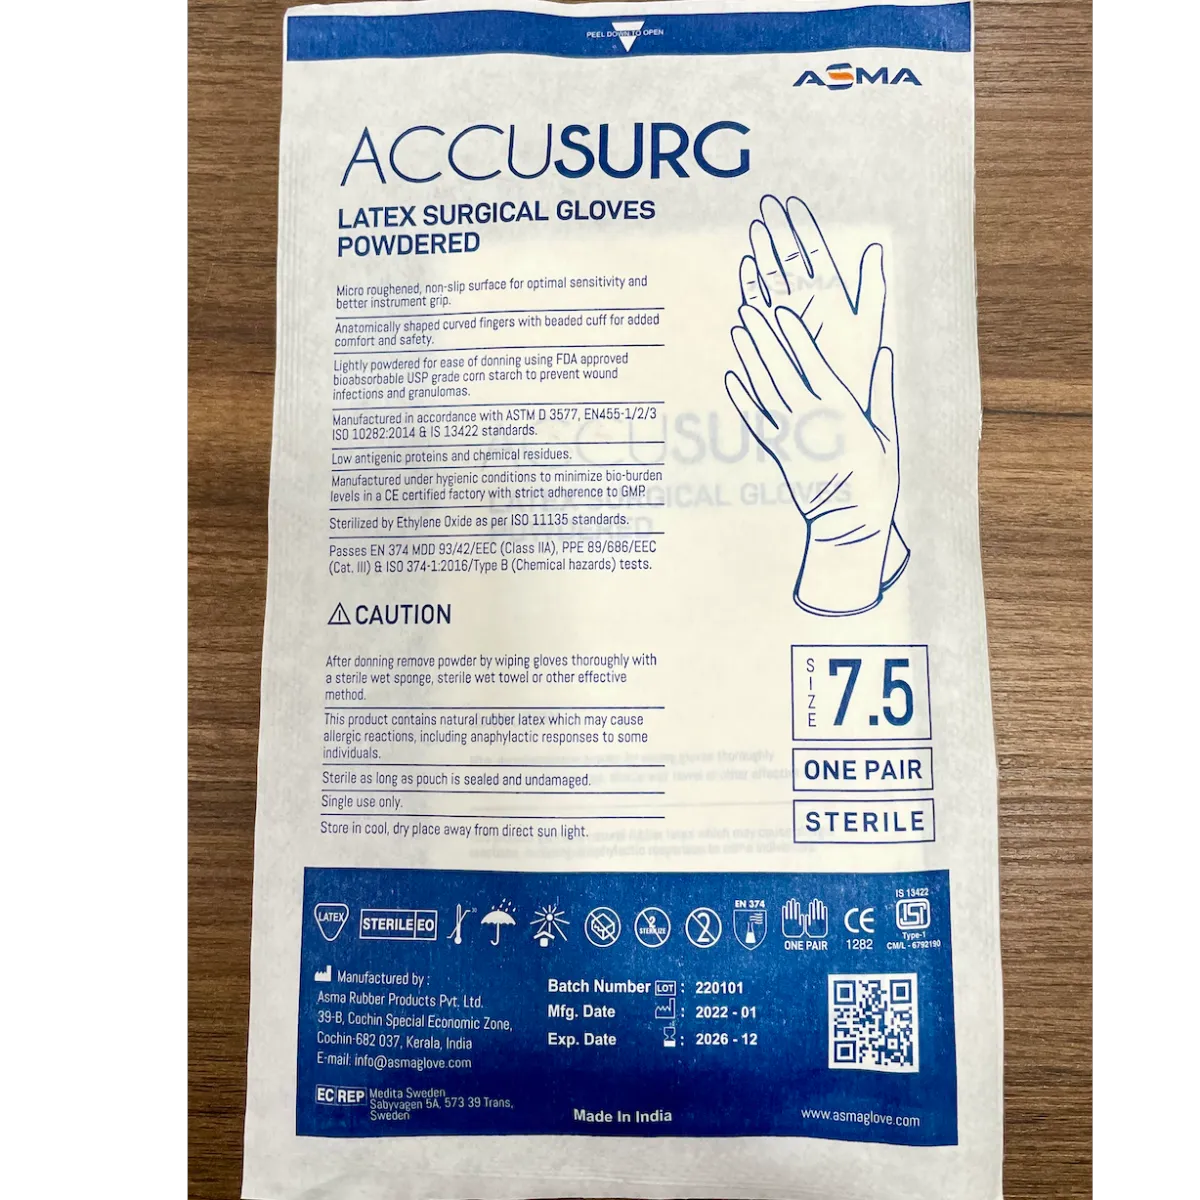 PEEL DOWN TO OPEN
ASMA
ACCUSURG
LATEX SURGICAL GLOVES
POWDERED
Micro roughened, non-slip surface for optimal sensitivity and
better instrument grip.
Anatomically shaped curved fingers with beaded cuff for added
comfort and safety.
Lightly powdered for ease of donning using FDA approved
bioabsorbable USP grade corn starch to prevent wound
infections and granulomas.
Manufactured in accordance with ASTM D 3577, EN455-1/2/3
ISO 10282:2014 & IS 13422 standards.
Low antigenic proteins and chemical residues.
Manufactured under hygienic conditions to minimize bio-burden
levels in a CE certified factory with strict adherence to GMP.
Sterilized by Ethylene Oxide as per ISO 11135 standards.
Passes EN 374 MDD 93/42/EEC (Class IIA), PPE 89/686/EEC
(Cat. III) & ISO 374-1:2016/Type B (Chemical hazards) tests.
CAUTION
After donning remove powder by wiping gloves thoroughly with
a sterile wet sponge, sterile wet towel or other effective
method.
This product contains natural rubber latex which may cause
allergic reactions, including anaphylactic responses to some
individuals.
Sterile as long as pouch is sealed and undamaged.
Single use only.
Store in cool, dry place away from direct sun light.
SIZE 7.5
ONE PAIR
STERILE
LATEX
STERILE EO
2
STERILIZE
2
EN 374
ONE PAIR
CE
1282
IS 13422
ISI
Type-1
CM/L - 6792190
Manufactured by :
Asma Rubber Products Pvt. Ltd.
39-B, Cochin Special Economic Zone,
Cochin-682 037, Kerala, India
E-mail: info@asmaglove.com
EC REP Medita Sweden
Sabyvagen 5A, 573 39 Trans,
Sweden
Batch Number LOT : 220101
Mfg. Date : 2022 - 01
Exp. Date : 2026 - 12
Made In India
www.asmaglove.com